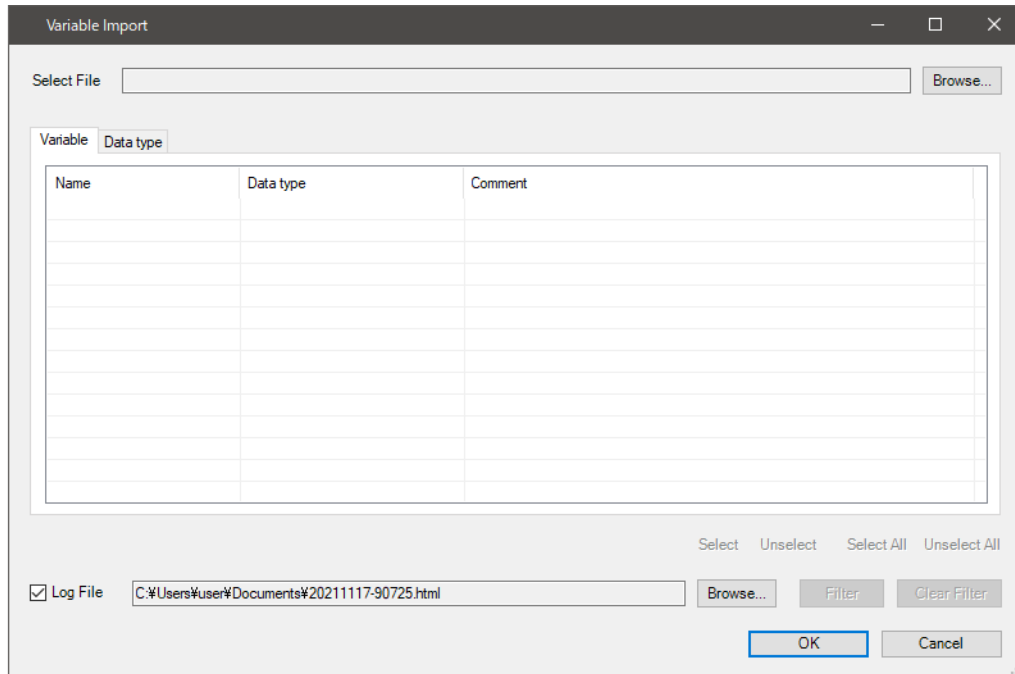 Variable Import
Select File Browse...
Variable Data type
Name Data type Comment
Select Unselect Select All Unselect All
Log File C:¥Users¥user¥Documents¥20211117-90725.html Browse... Filter Clear Filter
OK Cancel